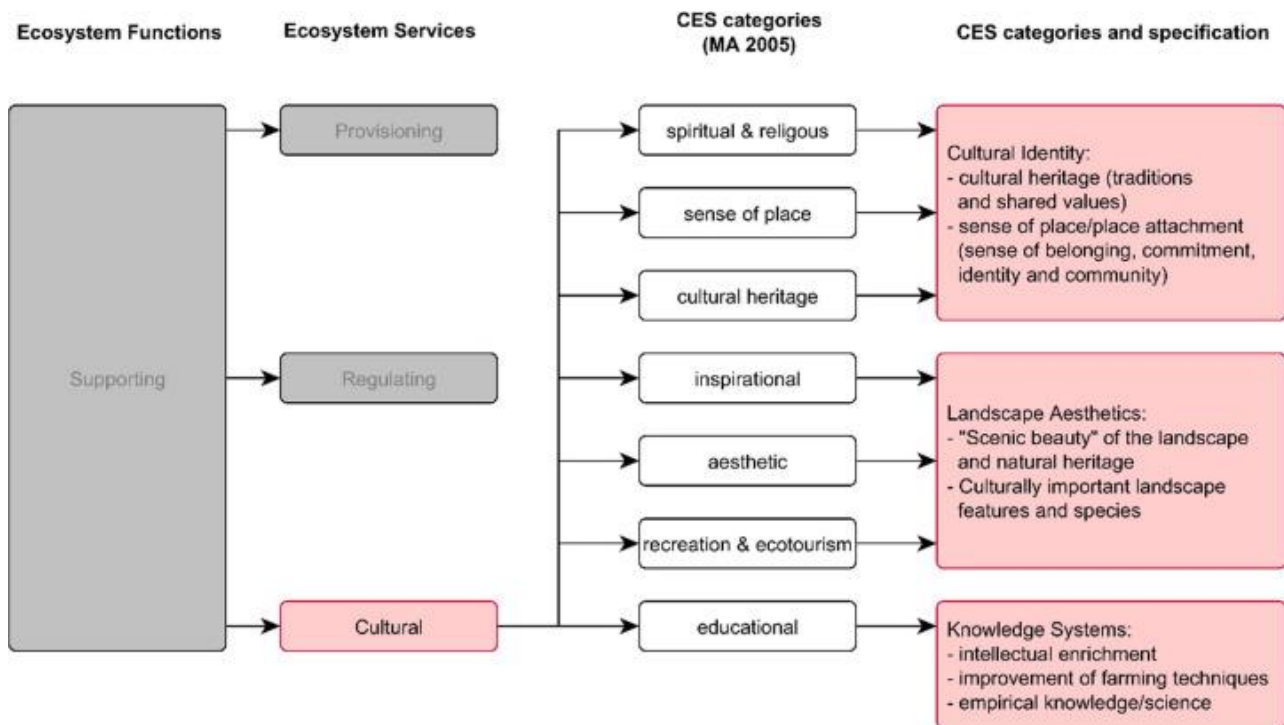 Ecosystem Functions
Ecosystem Services
CES categories
(MA 2005)
CES categories and specification
Supporting
Provisioning
Regulating
Cultural
spiritual & religous
sense of place
cultural heritage
inspirational
aesthetic
recreation & ecotourism
educational
Cultural Identity:
- cultural heritage (traditions
and shared values)
- sense of place/place attachment
(sense of belonging, commitment,
identity and community)
Landscape Aesthetics:
- "Scenic beauty" of the landscape
and natural heritage
- Culturally important landscape
features and species
Knowledge Systems:
- intellectual enrichment
- improvement of farming techniques
- empirical knowledge/science